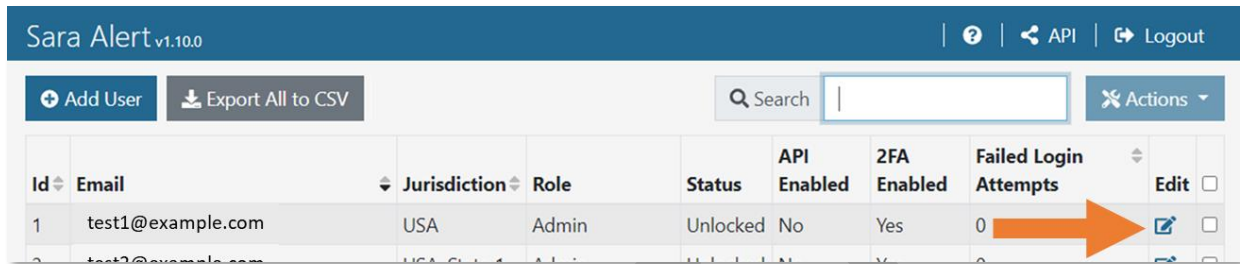 Sara Alert v1.10.0 | | API | Logout
Add User Export All to CSV Search Actions
Id Email Jurisdiction Role Status API Enabled 2FA Enabled Failed Login Attempts Edit
1 test1@example.com USA Admin Unlocked No Yes 0